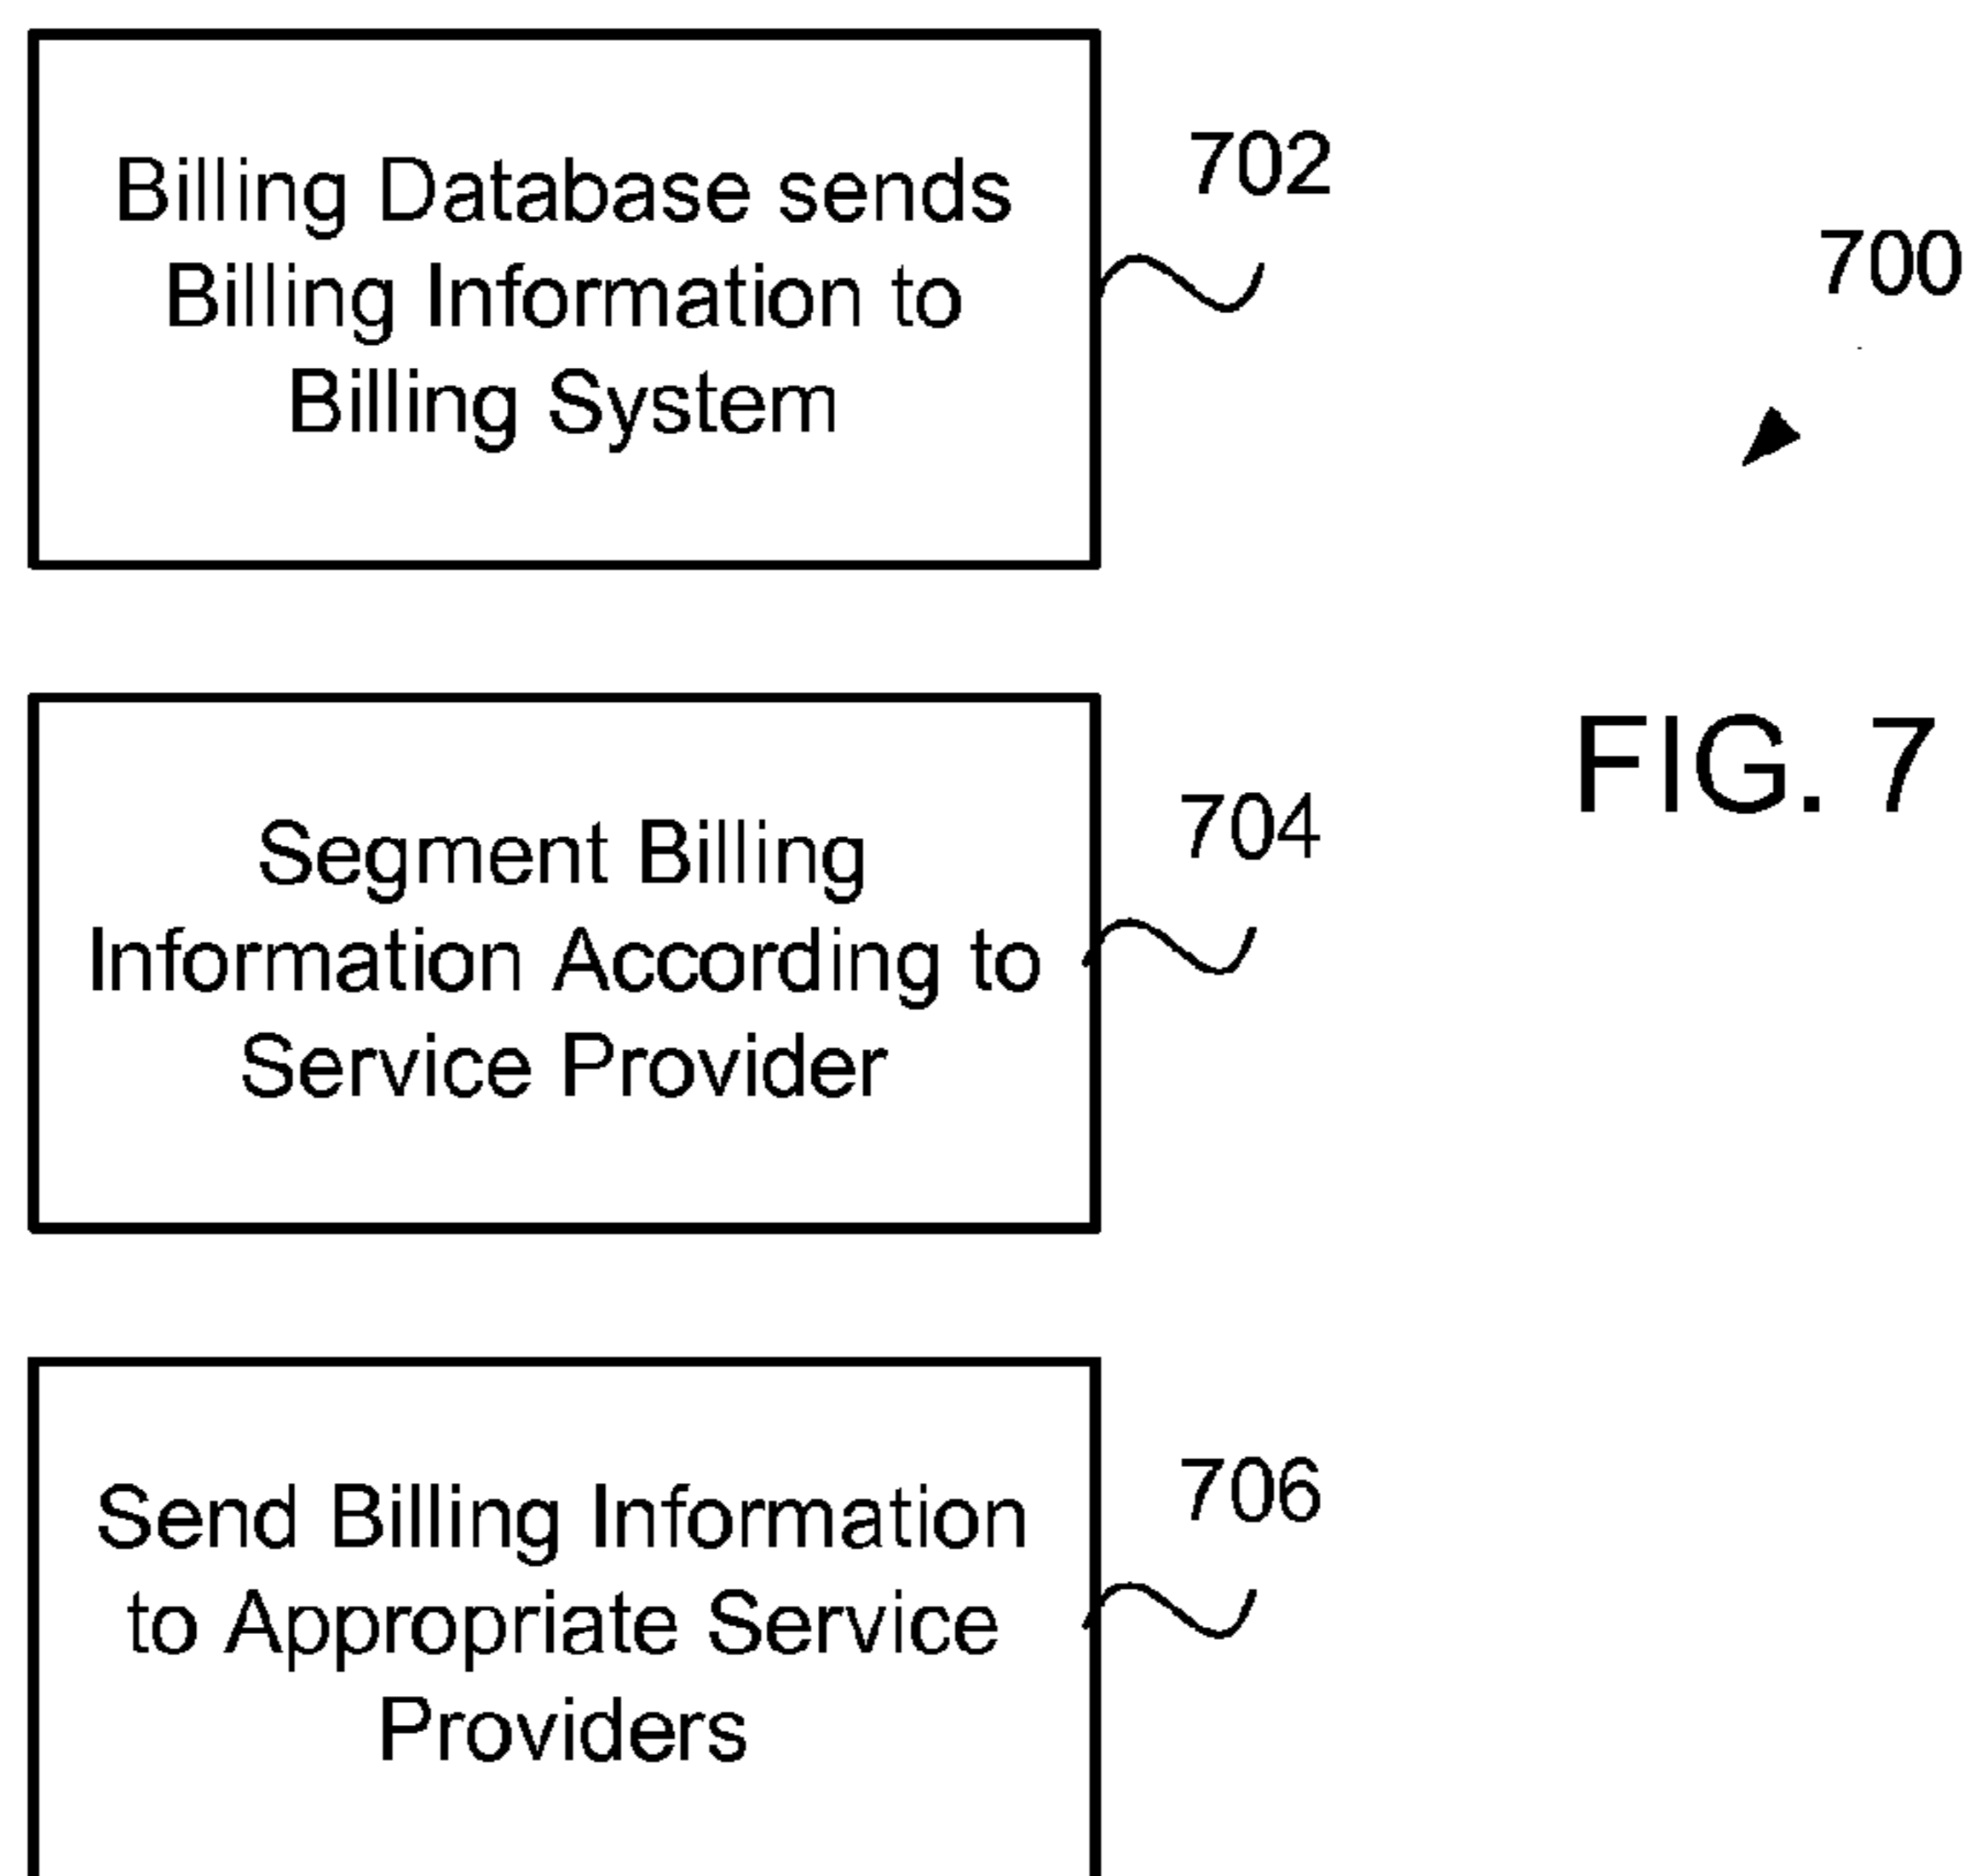 Billing Database sends
Billing Information to
Billing System
702
700
Segment Billing
Information According to
Service Provider
704
FIG. 7
Send Billing Information
to Appropriate Service
Providers
706